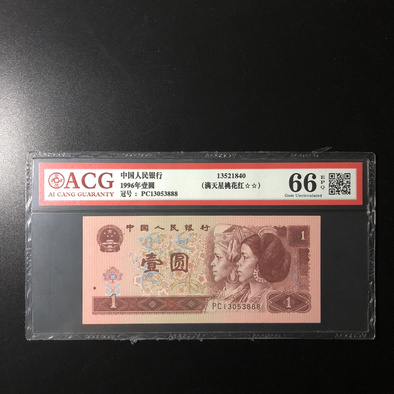 ACG
AI CANG GUARANTY
中国人民银行
1996年壹圆
冠号： PC13053888
13521840
（满天星桃花红☆☆）
66 EPQ
Gem Uncirculated
中国人民银行
壹圆
1
1
1
PC13053888